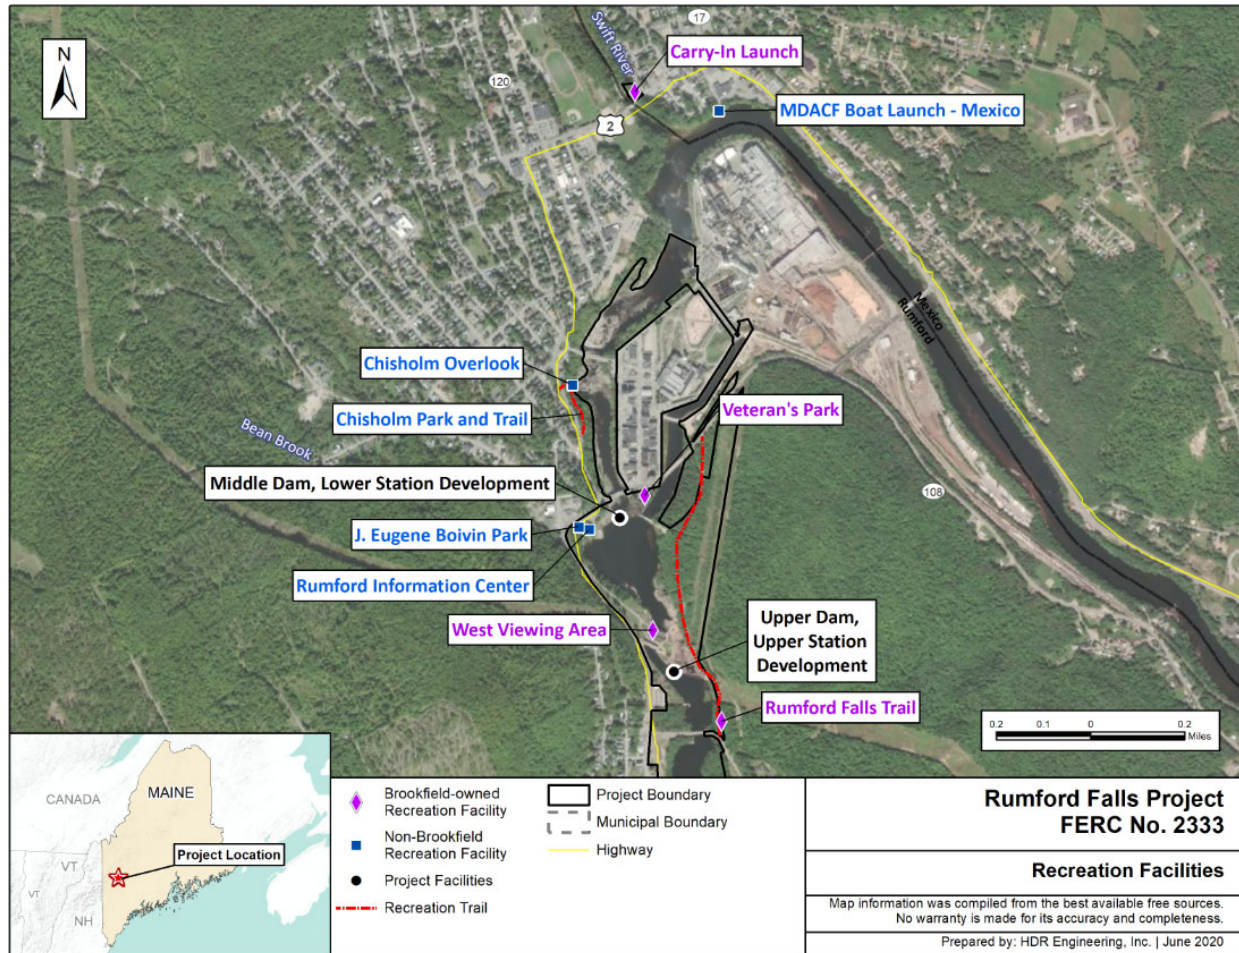 N
17
Swift River
Carry-In Launch
120
2
MDACF Boat Launch - Mexico
Mexico
Rumford
Chisholm Overlook
Chisholm Park and Trail
Veteran's Park
Bean Brook
Middle Dam, Lower Station Development
108
J. Eugene Boivin Park
Rumford Information Center
West Viewing Area
Upper Dam,
Upper Station
Development
Rumford Falls Trail
0.2 0.1 0 0.2
Miles
CANADA
MAINE
Project Location
VT
VT
NH
Brookfield-owned
Recreation Facility
Non-Brookfield
Recreation Facility
Project Facilities
Recreation Trail
Project Boundary
Municipal Boundary
Highway
Rumford Falls Project
FERC No. 2333
Recreation Facilities
Map information was compiled from the best available free sources.
No warranty is made for its accuracy and completeness.
Prepared by: HDR Engineering, Inc. | June 2020